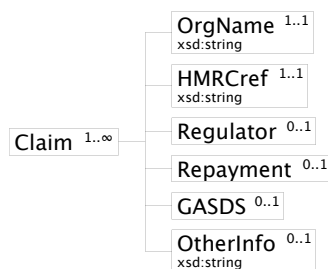 OrgName 1..1
xsd:string
HMRCref 1..1
xsd:string
Regulator 0..1
Claim 1..∞
Repayment 0..1
GASDS 0..1
OtherInfo 0..1
xsd:string